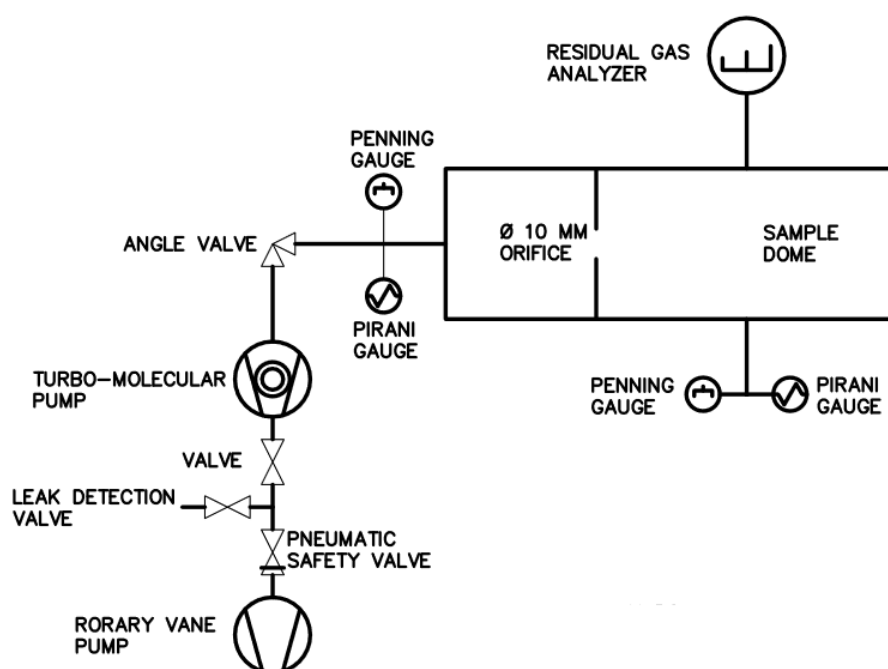 RESIDUAL GAS
ANALYZER
PENNING
GAUGE
ANGLE VALVE
Ø 10 MM
ORIFICE
SAMPLE
DOME
PIRANI
GAUGE
TURBO-MOLECULAR
PUMP
PENNING
GAUGE
PIRANI
GAUGE
VALVE
LEAK DETECTION
VALVE
PNEUMATIC
SAFETY VALVE
RORARY VANE
PUMP